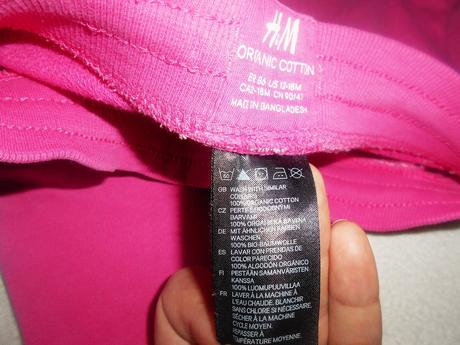 H&M
ORGANIC COTTON
E9 86 US 12-18M
CA12-18M CN 90/47
MADE IN BANGLADESH
GB WASH WITH SIMILAR
COLOURS
100% ORGANIC COTTON
CZ PERTE S PODOBNÝMI
BARVAMI
100% ORGANICKÁ BAVLNA
DE MIT ÄHNLICHEN FARBEN
WASCHEN
100% BIO-BAUMWOLLE
ES LAVAR CON PRENDAS DE
COLOR PARECIDO
100% ALGODÓN ORGÁNICO
FI PESTÄÄN SAMANVÄRISTEN
KANSSA
100% LUOMUPUUVILLAA
FR LAVER À LA MACHINE À
L'EAU CHAUDE. BLANCHIR
SANS CHLORE SI NÉCESSAIRE.
SÉCHER À LA MACHINE
CYCLE MOYEN.
REPASSER À
TEMPÉRATURE MOYENNE